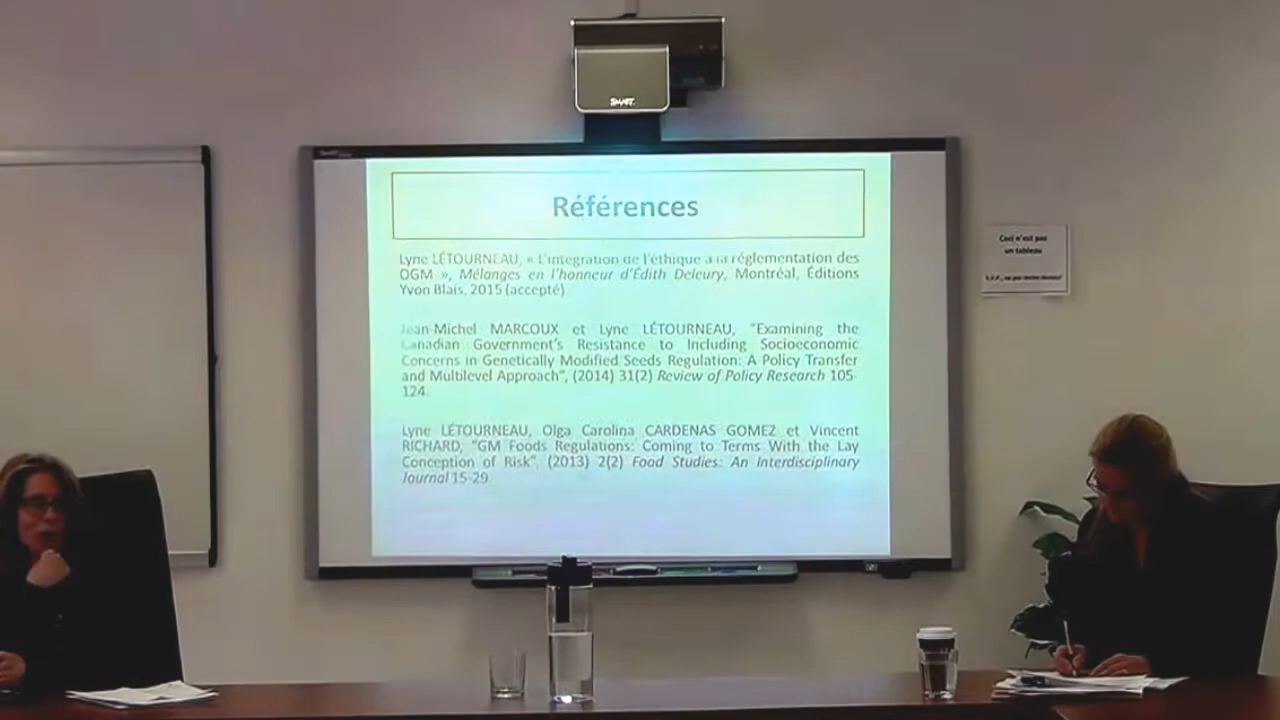 SMART
Références
Lyne LÉTOURNEAU, « L'intégration de l'éthique à la réglementation des
OGM », Mélanges en l'honneur d'Édith Deleury, Montréal, Éditions
Yvon Blais, 2015 (accepté)
Jean-Michel MARCOUX et Lyne LÉTOURNEAU, "Examining the
Canadian Government's Resistance to Including Socioeconomic
Concerns in Genetically Modified Seeds Regulation: A Policy Transfer
and Multilevel Approach", (2014) 31(2) Review of Policy Research 105-
124.
Lyne LÉTOURNEAU, Olga Carolina CARDENAS GOMEZ et Vincent
RICHARD, "GM Foods Regulations: Coming to Terms With the Lay
Conception of Risk", (2013) 2(2) Food Studies: An Interdisciplinary
Journal 15-29.
Ceci n'est pas
un tableau